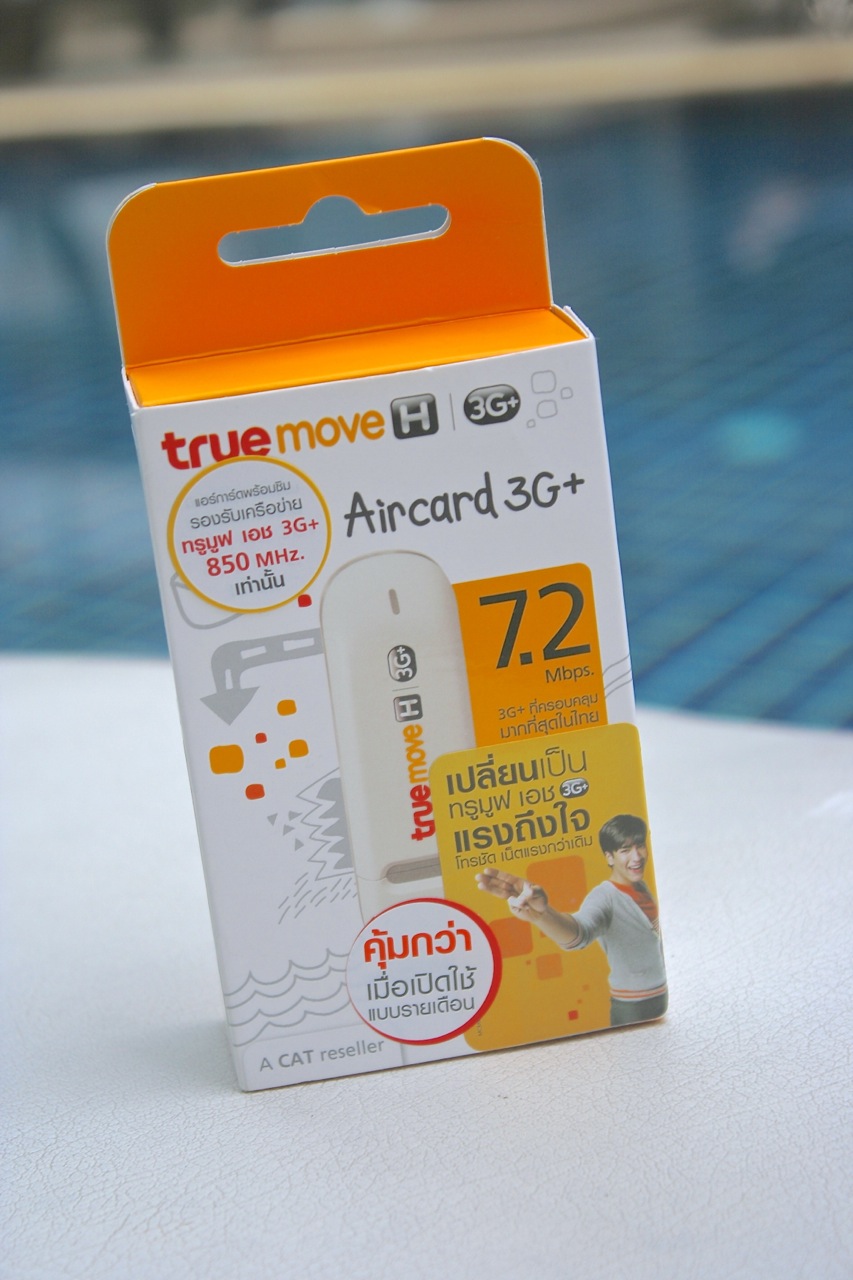 truemove H | 3G+
แอร์การ์ดพร้อมซิม
รองรับเครือข่าย
ทรูมูฟ เอช 3G+
850 MHz.
เท่านั้น
Aircard 3G+
7.2
Mbps.
3G+ ที่ครอบคลุม
มากที่สุดในไทย
truemove H | 3G+
เปลี่ยนเป็น
ทรูมูฟ เอช 3G+
แรงถึงใจ
โทรชัด เน็ตแรงกว่าเดิม
คุ้มกว่า
เมื่อเปิดใช้
แบบรายเดือน
A CAT reseller